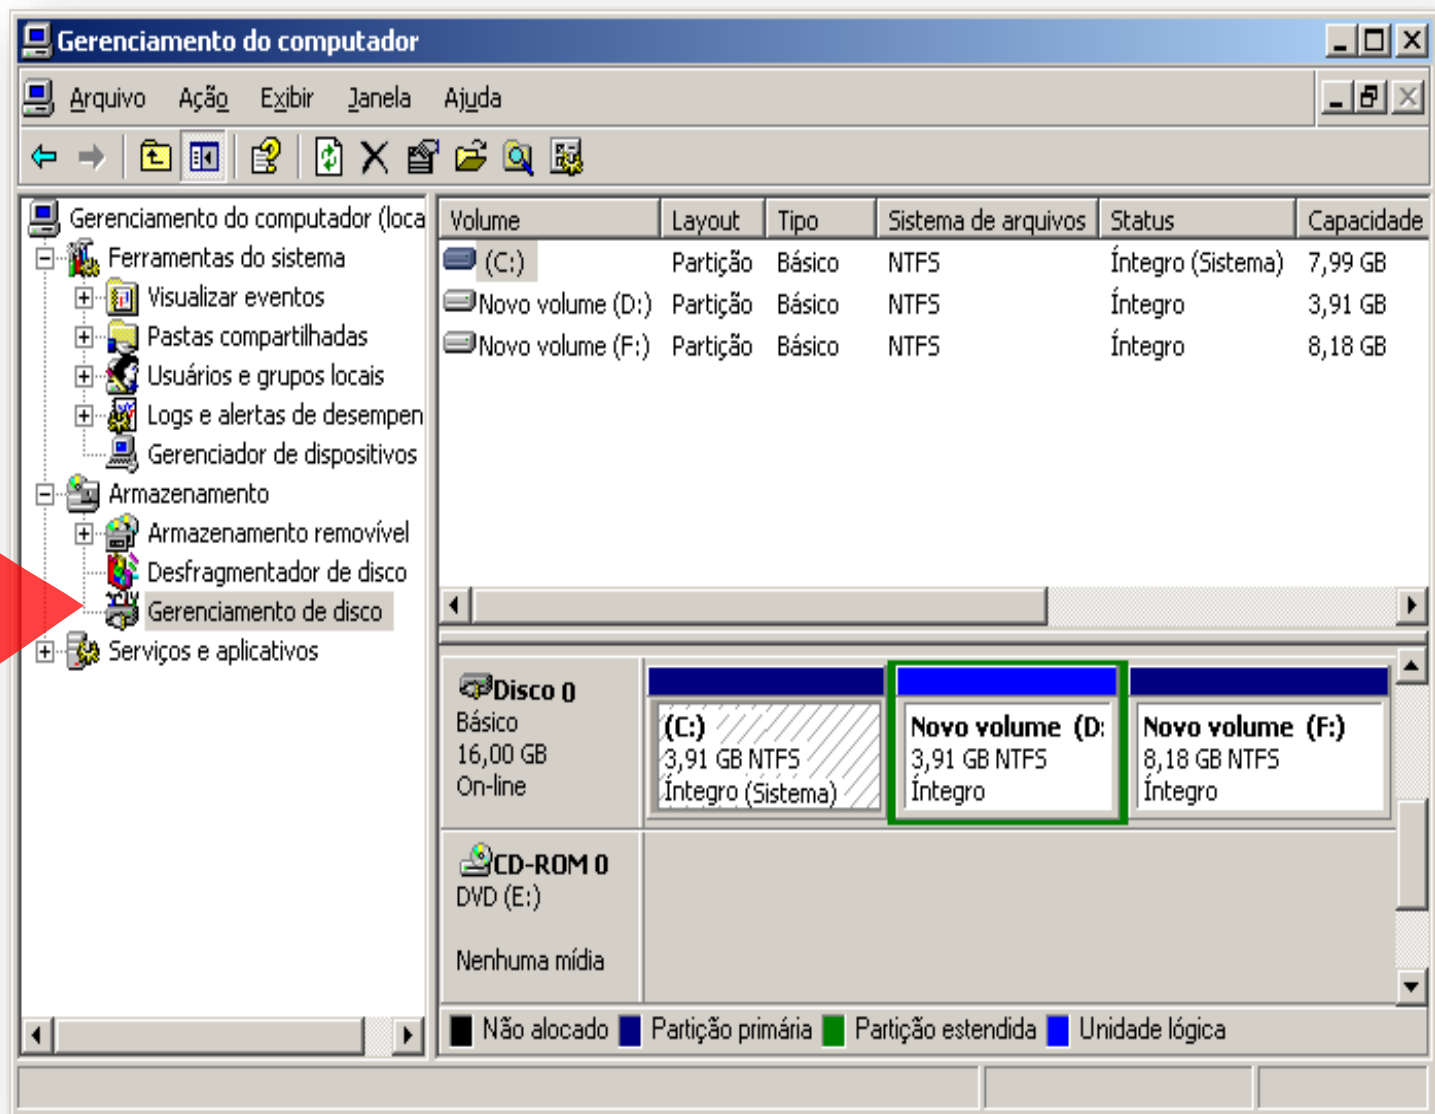 Gerenciamento do computador
Arquivo Ação Exibir Janela Ajuda
Gerenciamento do computador (loca
Ferramentas do sistema
Visualizar eventos
Pastas compartilhadas
Usuários e grupos locais
Logs e alertas de desempen
Gerenciador de dispositivos
Armazenamento
Armazenamento removível
Desfragmentador de disco
Gerenciamento de disco
Serviços e aplicativos
Volume Layout Tipo Sistema de arquivos Status Capacidade
(C:) Partição Básico NTFS Íntegro (Sistema) 7,99 GB
Novo volume (D:) Partição Básico NTFS Íntegro 3,91 GB
Novo volume (F:) Partição Básico NTFS Íntegro 8,18 GB
Disco 0
Básico
16,00 GB
On-line
(C:)
3,91 GB NTFS
Íntegro (Sistema)
Novo volume (D:
3,91 GB NTFS
Íntegro
Novo volume (F:)
8,18 GB NTFS
Íntegro
CD-ROM 0
DVD (E:)
Nenhuma mídia
Não alocado Partição primária Partição estendida Unidade lógica